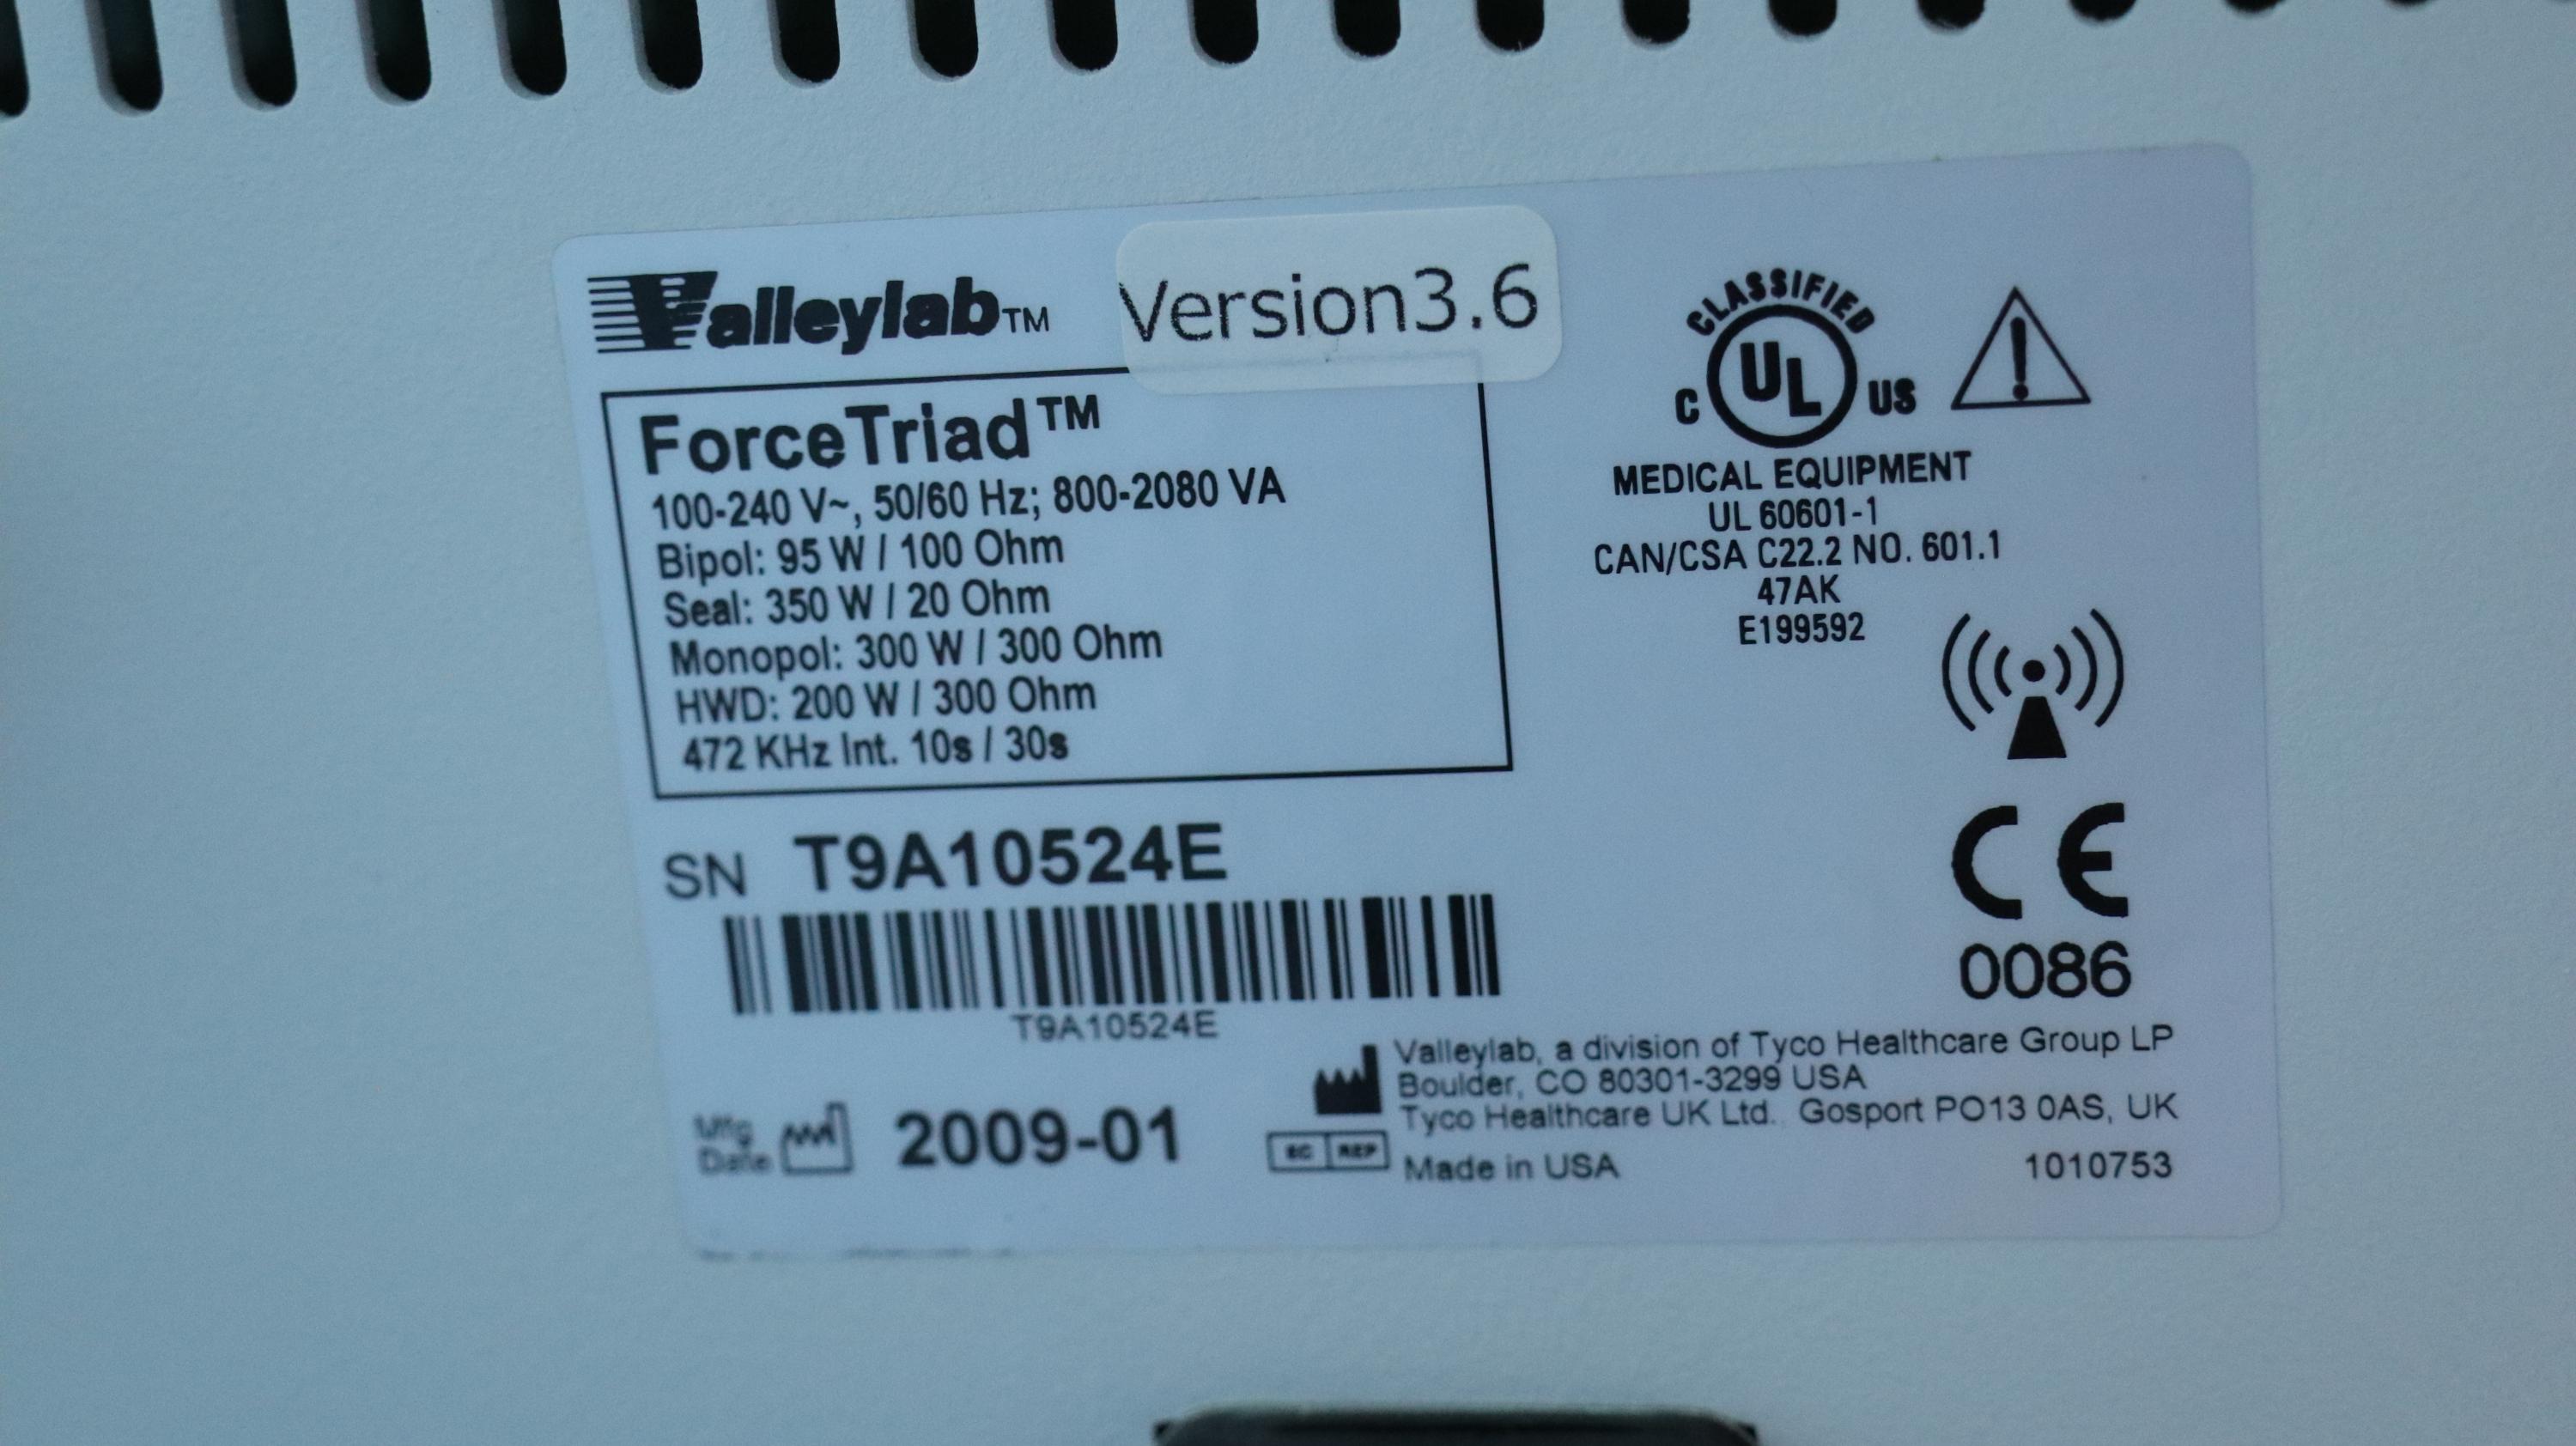 Valleylab™
Version3.6
ForceTriad™
100-240 V~, 50/60 Hz; 800-2080 VA
Bipol: 95 W / 100 Ohm
Seal: 350 W / 20 Ohm
Monopol: 300 W / 300 Ohm
HWD: 200 W / 300 Ohm
472 KHz Int. 10s / 30s
CLASSIFIED
C UL US
MEDICAL EQUIPMENT
UL 60601-1
CAN/CSA C22.2 NO. 601.1
47AK
E199592
SN T9A10524E
T9A10524E
CE
0086
Mfg
Date
2009-01
Valleylab, a division of Tyco Healthcare Group LP
Boulder, CO 80301-3299 USA
EC REP
Tyco Healthcare UK Ltd. Gosport PO13 0AS, UK
Made in USA
1010753